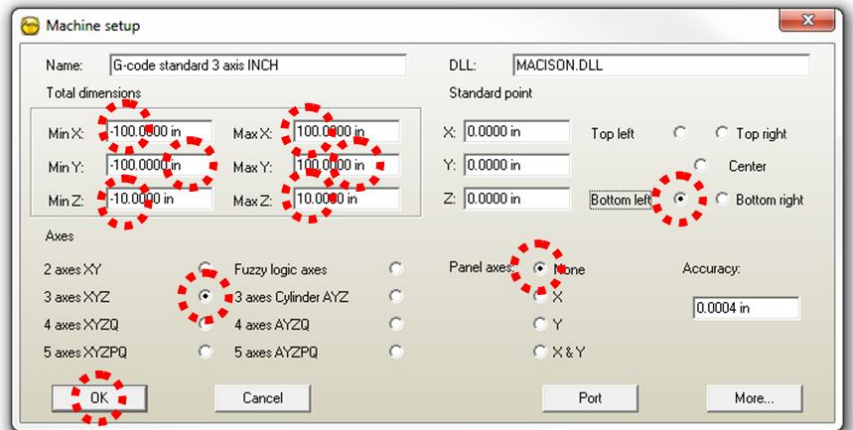 Machine setup
Name: G-code standard 3 axis INCH DLL: MACISON.DLL
Total dimensions Standard point
Min X: -100.0000 in Max X: 100.0000 in X: 0.0000 in Top left Top right
Min Y: -100.0000 in Max Y: 100.0000 in Y: 0.0000 in Center
Min Z: -10.0000 in Max Z: 10.0000 in Z: 0.0000 in Bottom left Bottom right
Axes
2 axes XY Fuzzy logic axes Panel axes: None Accuracy:
3 axes XYZ 3 axes Cylinder AYZ X 0.0004 in
4 axes XYZQ 4 axes AYZQ Y
5 axes XYZPQ 5 axes AYZPQ X & Y
OK Cancel Port More...